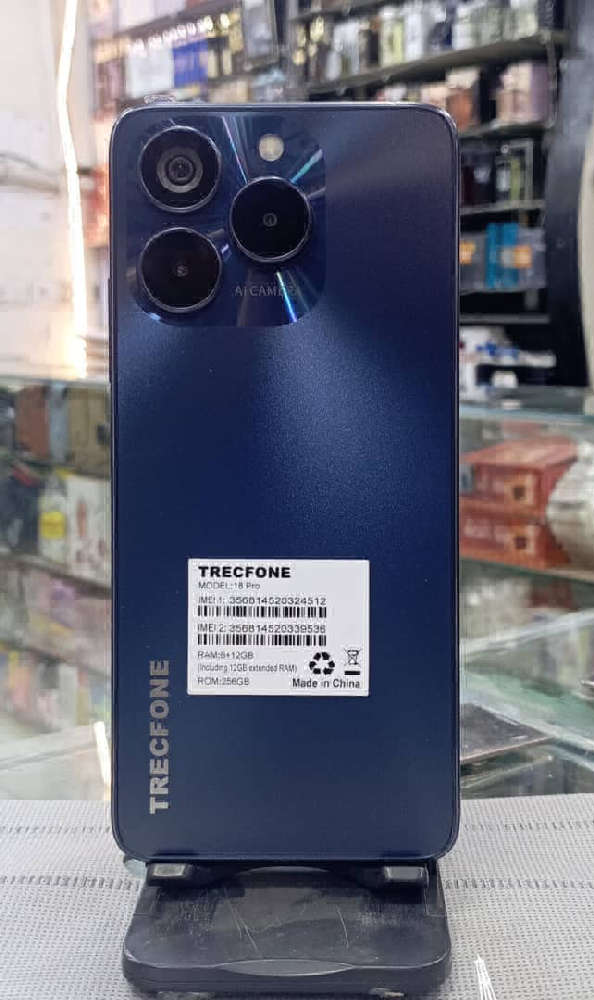 AI CAMERA
TRECFONE
MODEL:18 Pro
IMEI 1: 356814520324512
IMEI 2: 356814520339536
RAM:8+12GB
(Including 12GB extended RAM)
ROM:256GB
Made in China
TRECFONE